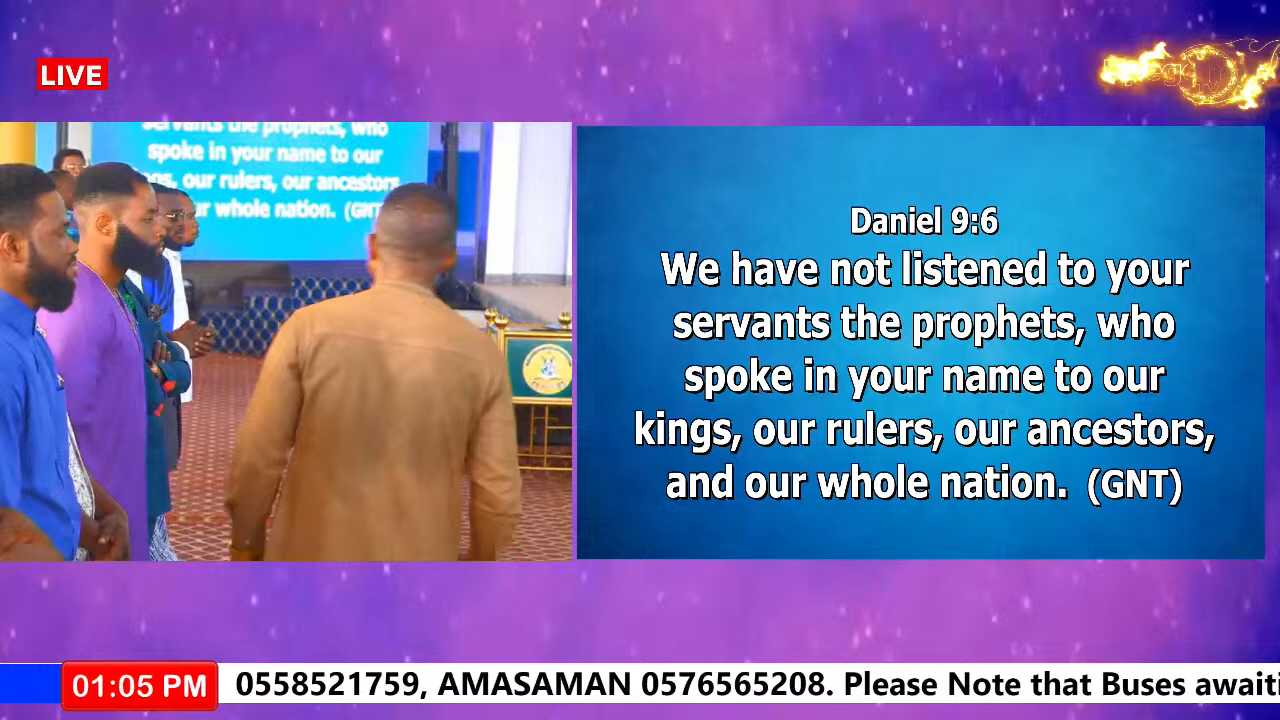 LIVE
servants the prophets, who
spoke in your name to our
our rulers, our ancestors
whole nation. (GNT
Daniel 9:6
We have not listened to your
servants the prophets, who
spoke in your name to our
kings, our rulers, our ancestors,
and our whole nation. (GNT)
01:05 PM
0558521759, AMASAMAN 0576565208. Please Note that Buses awaiti